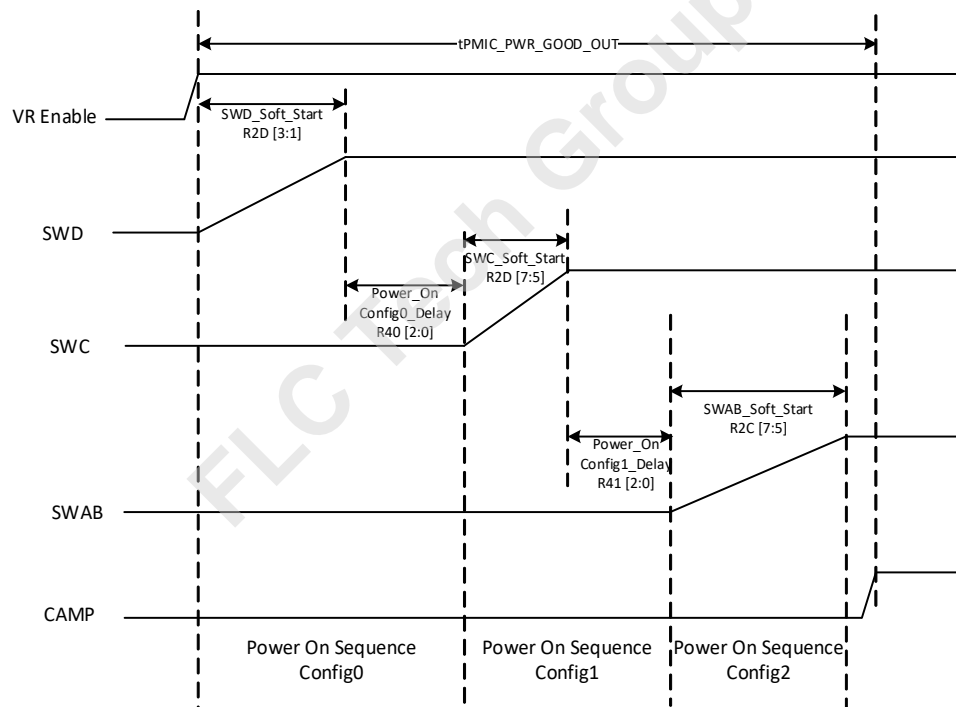 tPMIC_PWR_GOOD_OUT
VR Enable
SWD_Soft_Start
R2D [3:1]
SWD
SWC_Soft_Start
R2D [7:5]
Power_On
Config0_Delay
R40 [2:0]
SWC
SWAB_Soft_Start
R2C [7:5]
Power_On
Config1_Delay
R41 [2:0]
SWAB
CAMP
Power On Sequence
Config0
Power On Sequence
Config1
Power On Sequence
Config2
FLC Tech Group